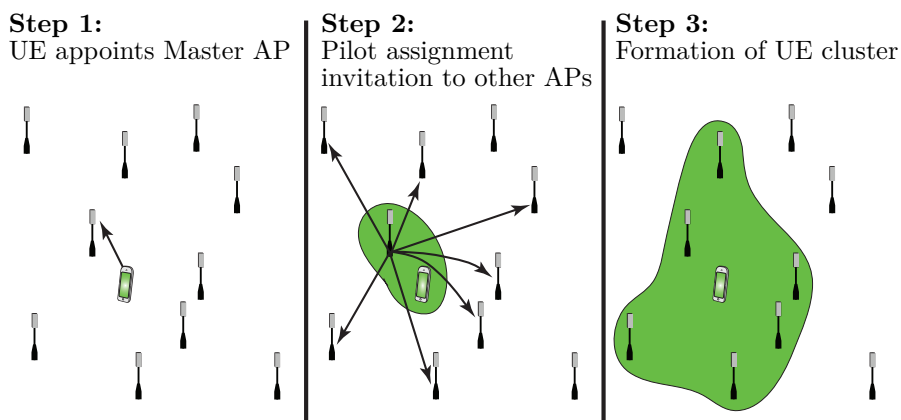 Step 1:
UE appoints Master AP
Step 2:
Pilot assignment
invitation to other APs
Step 3:
Formation of UE cluster